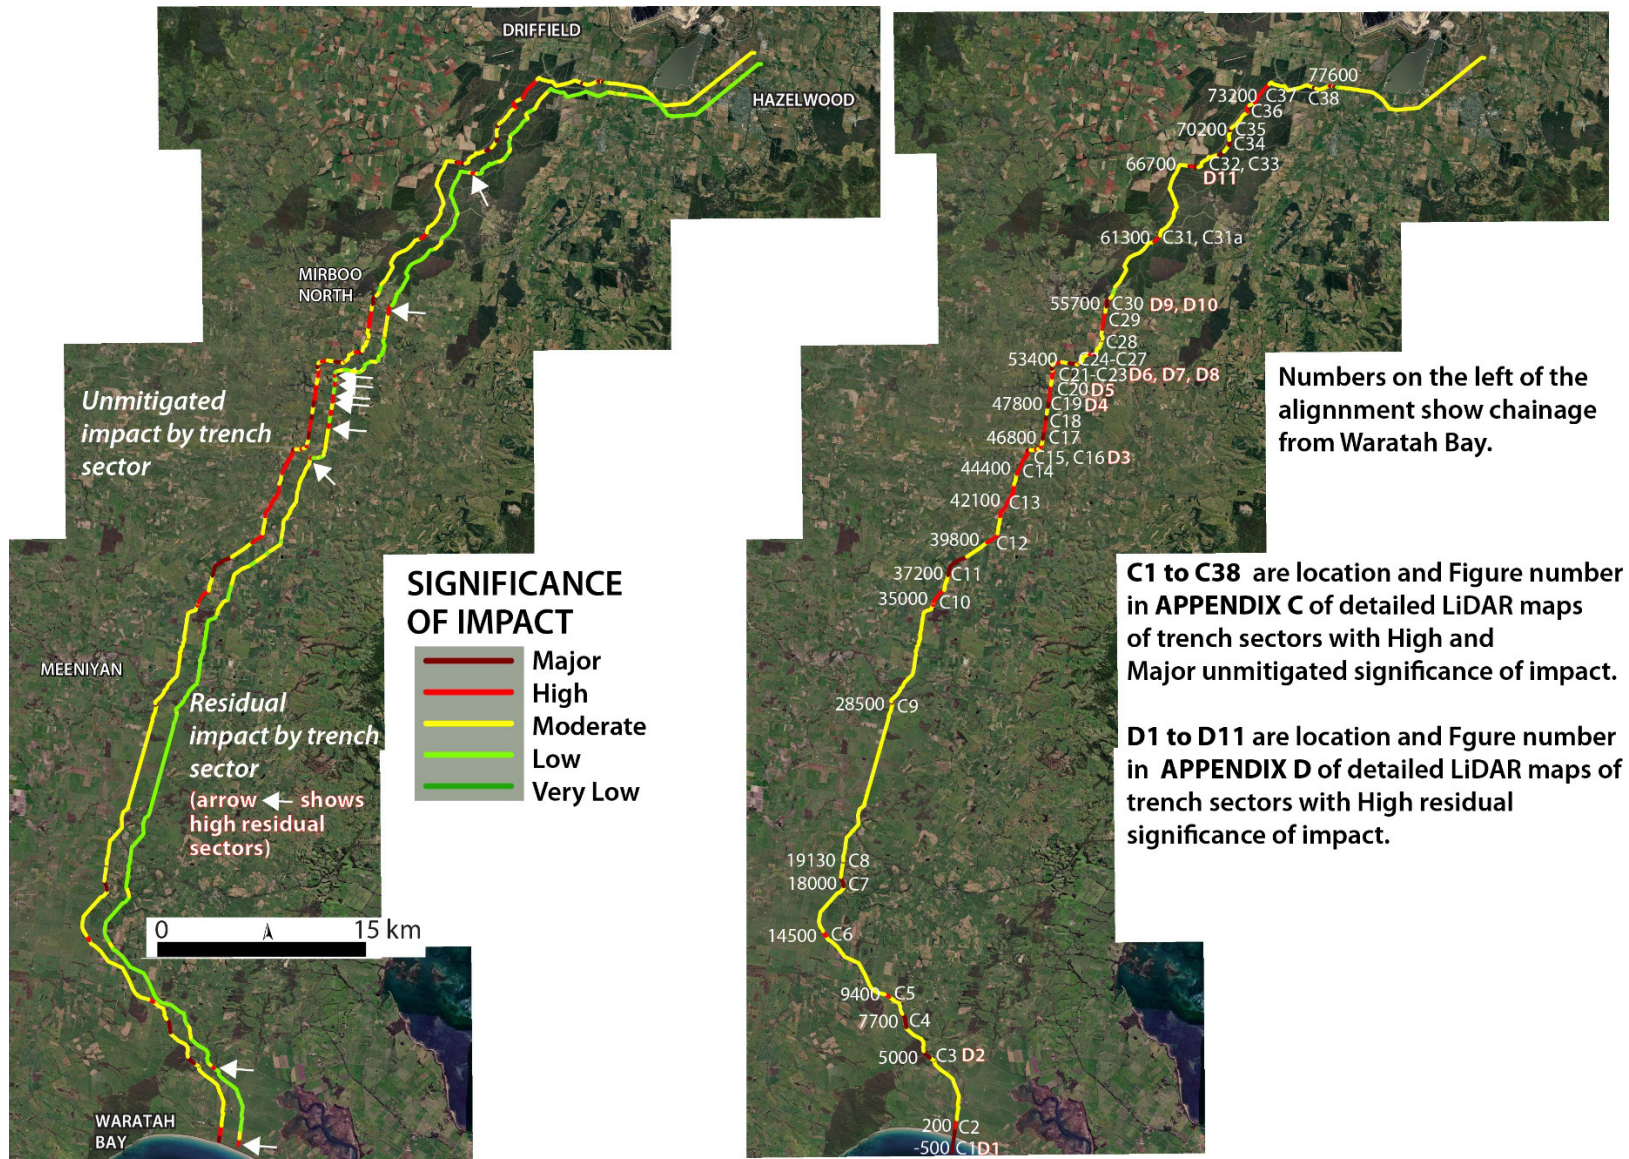 DRIFFIELD
HAZELWOOD
MIRBOO
NORTH
Unmitigated
impact by trench
sector
MEENIYAN
Residual
impact by trench
sector
(arrow ← shows
high residual
sectors)
SIGNIFICANCE
OF IMPACT
Major
High
Moderate
Low
Very Low
0 15 km
WARATAH
BAY
77600
C38
73200 C37
C36
70200 C35
C34
66700 C32, C33
D11
61300 C31, C31a
55700 C30 D9, D10
C29
C28
53400 C24-C27
C21-C23 D6, D7, D8
C20 D5
47800 C19 D4
C18
46800 C17
C15, C16 D3
44400 C14
42100 C13
39800 C12
37200 C11
35000 C10
28500 C9
19130 C8
18000 C7
14500 C6
9400 C5
7700 C4
5000 C3 D2
200 C2
-500 C1 D1
Numbers on the left of the
alignnment show chainage
from Waratah Bay.
C1 to C38 are location and Figure number
in APPENDIX C of detailed LiDAR maps
of trench sectors with High and
Major unmitigated significance of impact.
D1 to D11 are location and Fgure number
in APPENDIX D of detailed LiDAR maps of
trench sectors with High residual
significance of impact.